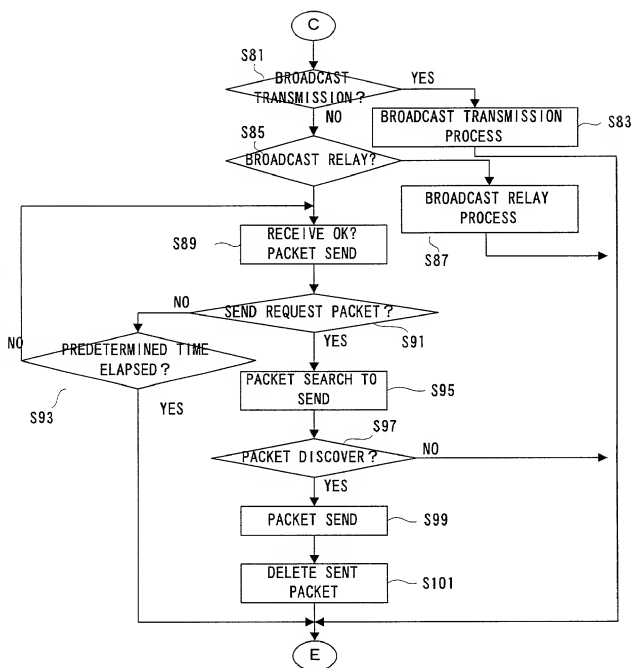 C
S81
BROADCAST
TRANSMISSION?
YES
NO
BROADCAST TRANSMISSION
PROCESS
S83
S85
BROADCAST RELAY?
BROADCAST RELAY
PROCESS
S87
S89
RECEIVE OK?
PACKET SEND
NO
SEND REQUEST PACKET?
S91
YES
NO
PREDETERMINED TIME
ELAPSED?
S93
YES
PACKET SEARCH TO
SEND
S95
S97
PACKET DISCOVER?
NO
YES
PACKET SEND
S99
DELETE SENT
PACKET
S101
E